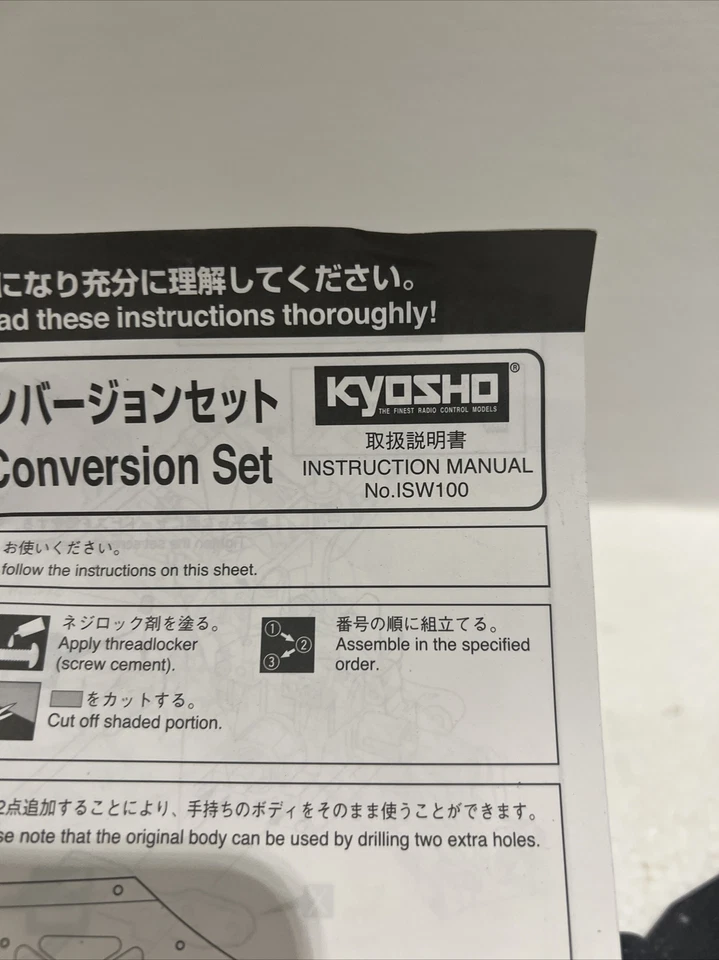 になり充分に理解してください。
ad these instructions thoroughly!
ンバージョンセット
Conversion Set
KYOSHO ®
THE FINEST RADIO CONTROL MODELS
取扱説明書
INSTRUCTION MANUAL
No.ISW100
お使いください。
follow the instructions on this sheet.
ネジロック剤を塗る。
Apply threadlocker
(screw cement).
① ② ③
番号の順に組立てる。
Assemble in the specified
order.
をカットする。
Cut off shaded portion.
2点追加することにより、手持ちのボディをそのまま使うことができます。
se note that the original body can be used by drilling two extra holes.